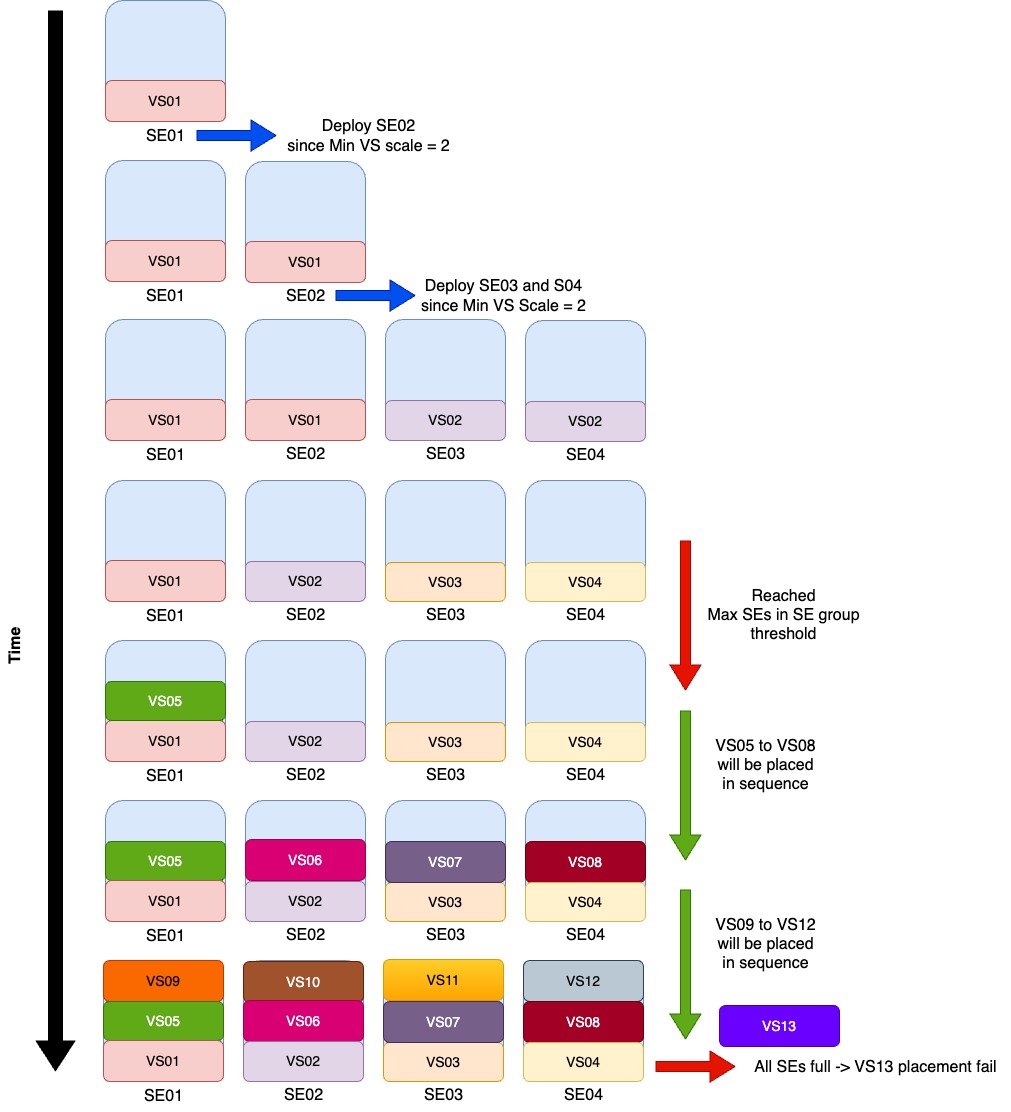 VS01
SE01
Deploy SE02
since Min VS scale = 2
VS01
VS01
SE01
SE02
Deploy SE03 and S04
since Min VS Scale = 2
VS01
VS01
VS02
VS02
SE01
SE02
SE03
SE04
VS01
VS02
VS03
VS04
SE01
SE02
SE03
SE04
Reached
Max SEs in SE group
threshold
Time
VS05
VS01
VS02
VS03
VS04
SE01
SE02
SE03
SE04
VS05 to VS08
will be placed
in sequence
VS05
VS06
VS07
VS08
VS01
VS02
VS03
VS04
SE01
SE02
SE03
SE04
VS09 to VS12
will be placed
in sequence
VS09
VS10
VS11
VS12
VS05
VS06
VS07
VS08
VS13
VS01
VS02
VS03
VS04
All SEs full -> VS13 placement fail
SE01
SE02
SE03
SE04